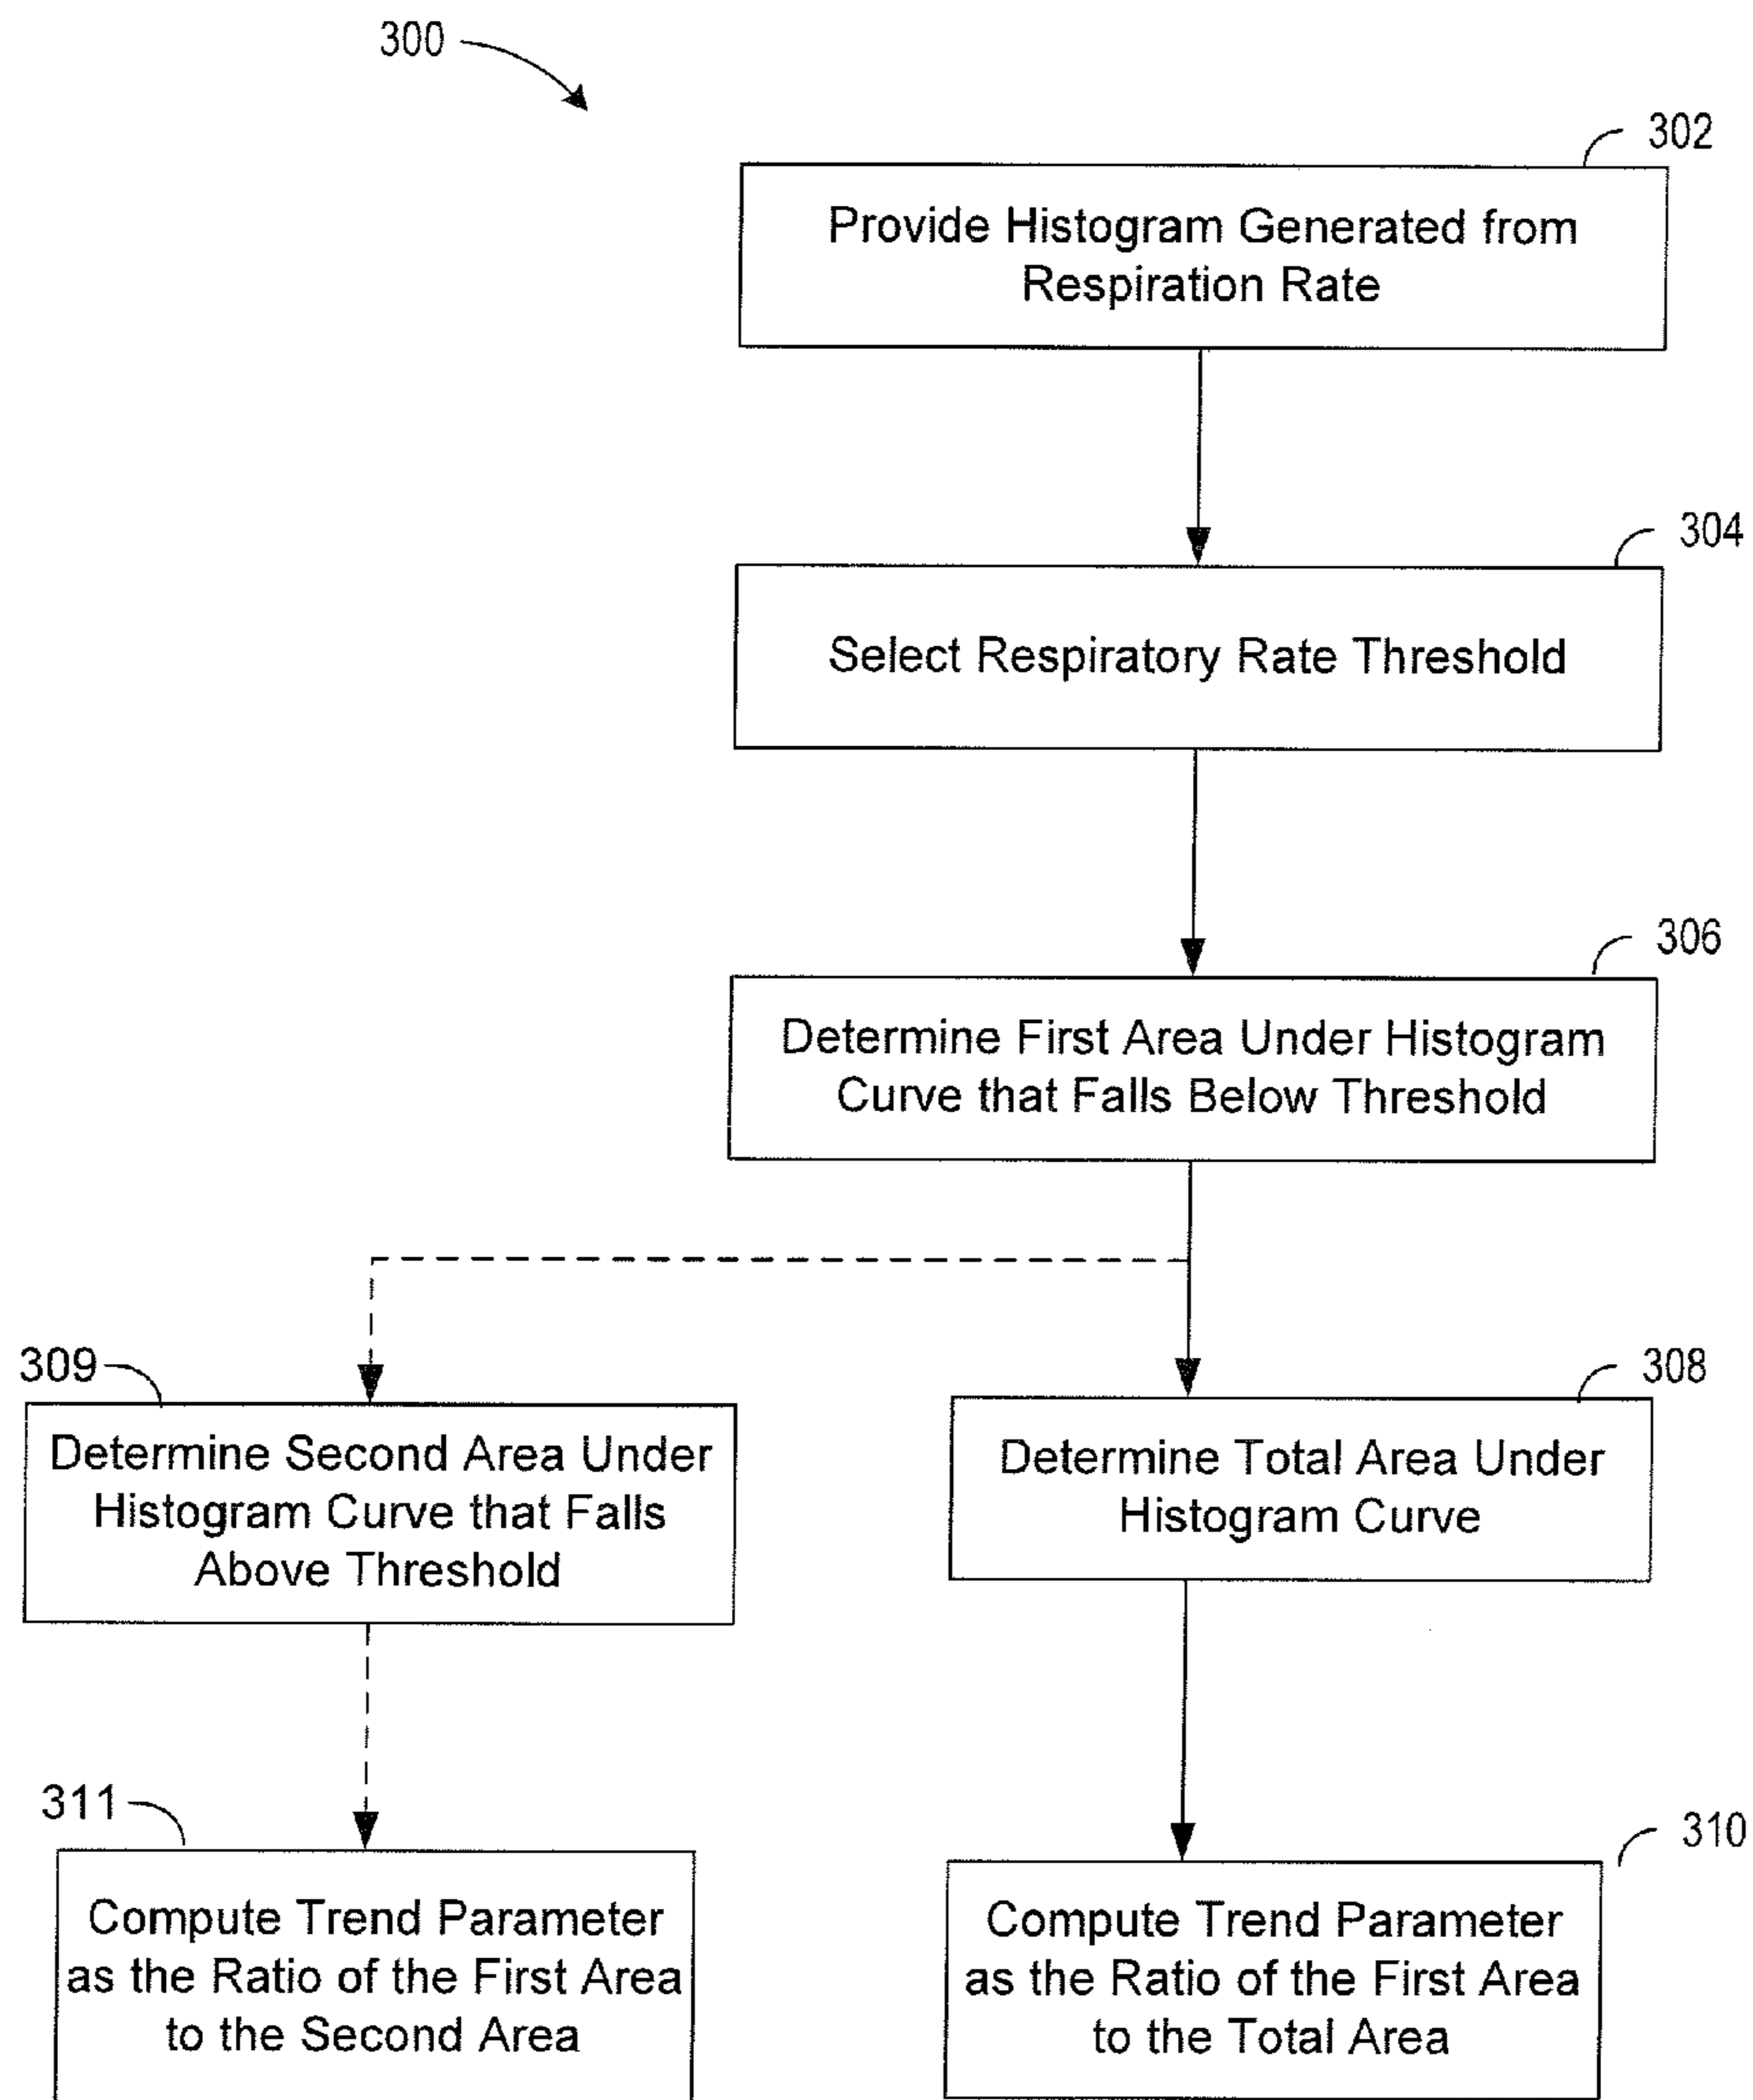 300
302
Provide Histogram Generated from
Respiration Rate
304
Select Respiratory Rate Threshold
306
Determine First Area Under Histogram
Curve that Falls Below Threshold
309
Determine Second Area Under
Histogram Curve that Falls
Above Threshold
308
Determine Total Area Under
Histogram Curve
311
Compute Trend Parameter
as the Ratio of the First Area
to the Second Area
310
Compute Trend Parameter
as the Ratio of the First Area
to the Total Area